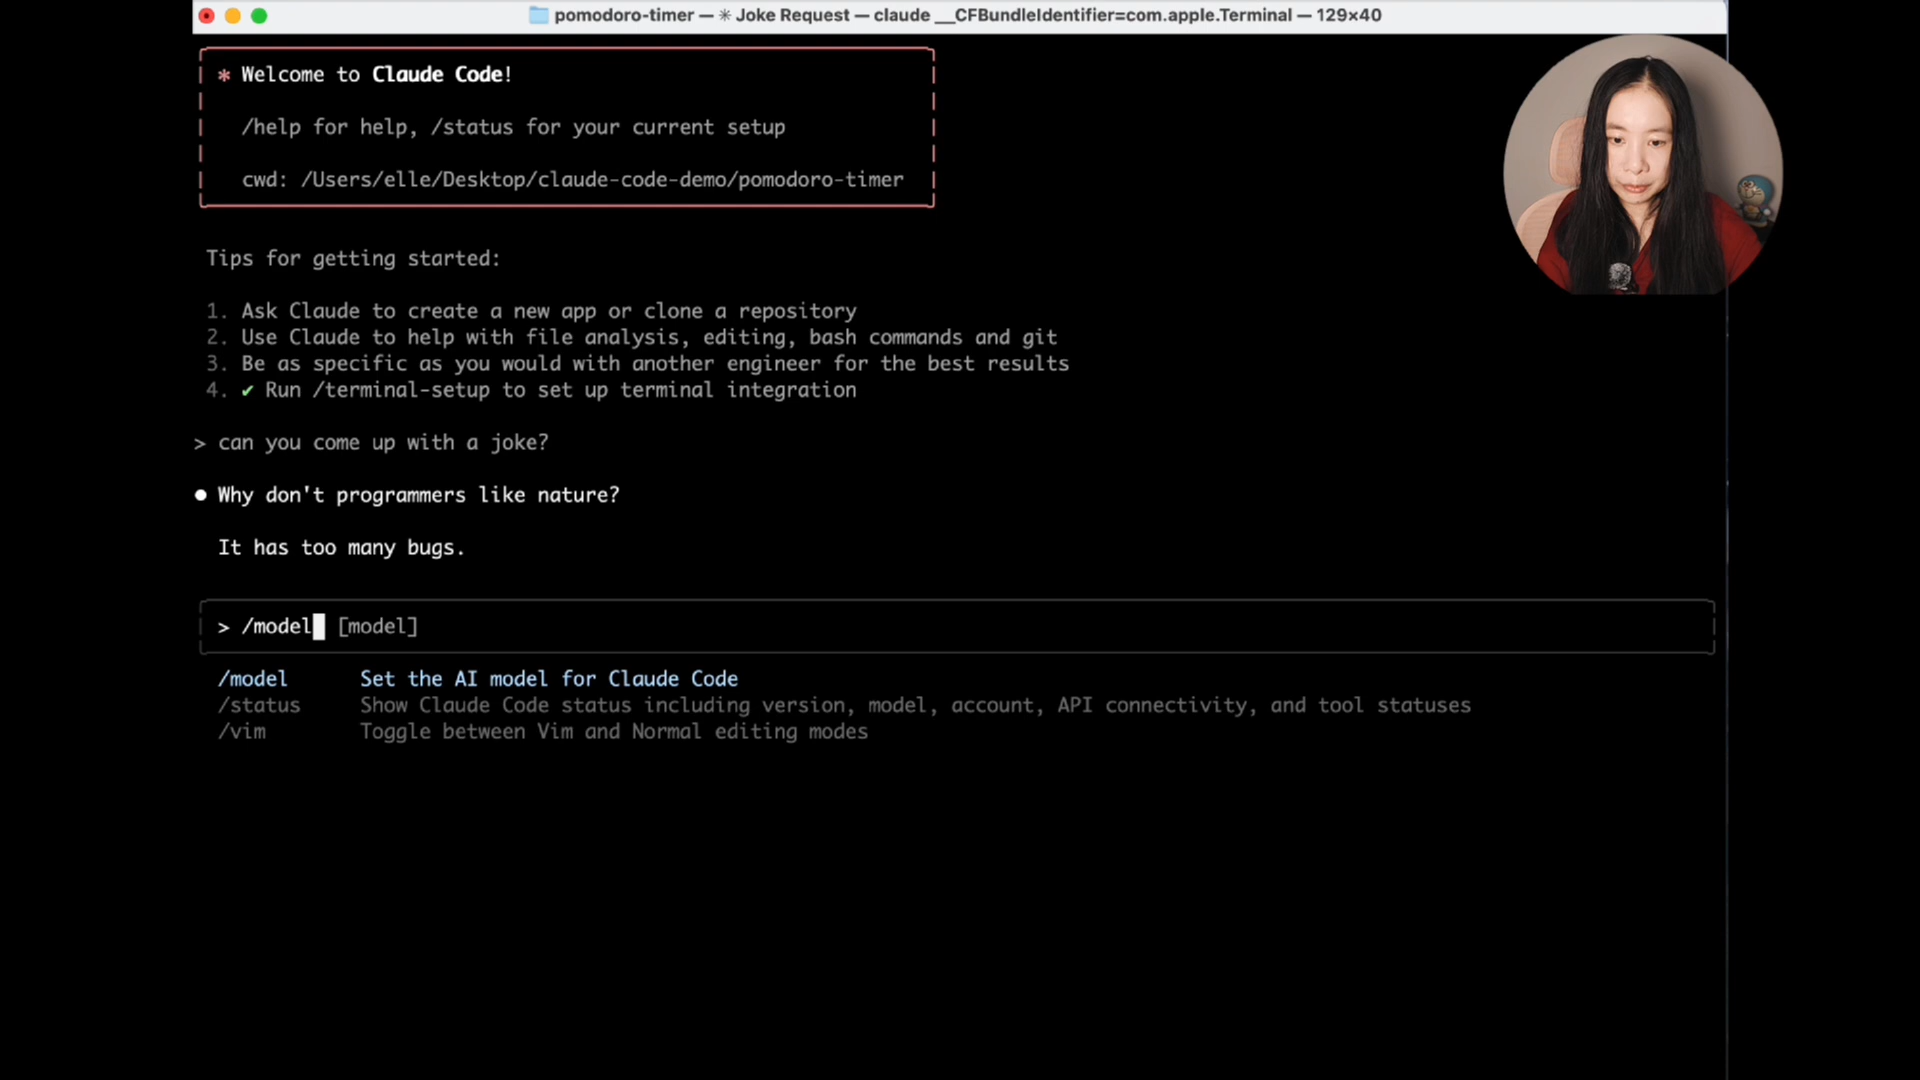 pomodoro-timer — ✳ Joke Request — claude __CFBundleIdentifier=com.apple.Terminal — 129×40
* Welcome to Claude Code!
/help for help, /status for your current setup
cwd: /Users/elle/Desktop/claude-code-demo/pomodoro-timer
Tips for getting started:
1. Ask Claude to create a new app or clone a repository
2. Use Claude to help with file analysis, editing, bash commands and git
3. Be as specific as you would with another engineer for the best results
4. ✔ Run /terminal-setup to set up terminal integration
> can you come up with a joke?
● Why don't programmers like nature?
It has too many bugs.
> /model [model]
/model Set the AI model for Claude Code
/status Show Claude Code status including version, model, account, API connectivity, and tool statuses
/vim Toggle between Vim and Normal editing modes